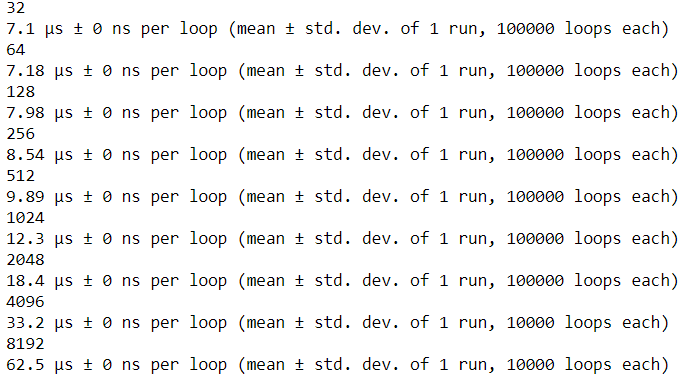 32
7.1 µs ± 0 ns per loop (mean ± std. dev. of 1 run, 100000 loops each)
64
7.18 µs ± 0 ns per loop (mean ± std. dev. of 1 run, 100000 loops each)
128
7.98 µs ± 0 ns per loop (mean ± std. dev. of 1 run, 100000 loops each)
256
8.54 µs ± 0 ns per loop (mean ± std. dev. of 1 run, 100000 loops each)
512
9.89 µs ± 0 ns per loop (mean ± std. dev. of 1 run, 100000 loops each)
1024
12.3 µs ± 0 ns per loop (mean ± std. dev. of 1 run, 100000 loops each)
2048
18.4 µs ± 0 ns per loop (mean ± std. dev. of 1 run, 100000 loops each)
4096
33.2 µs ± 0 ns per loop (mean ± std. dev. of 1 run, 10000 loops each)
8192
62.5 µs ± 0 ns per loop (mean ± std. dev. of 1 run, 10000 loops each)